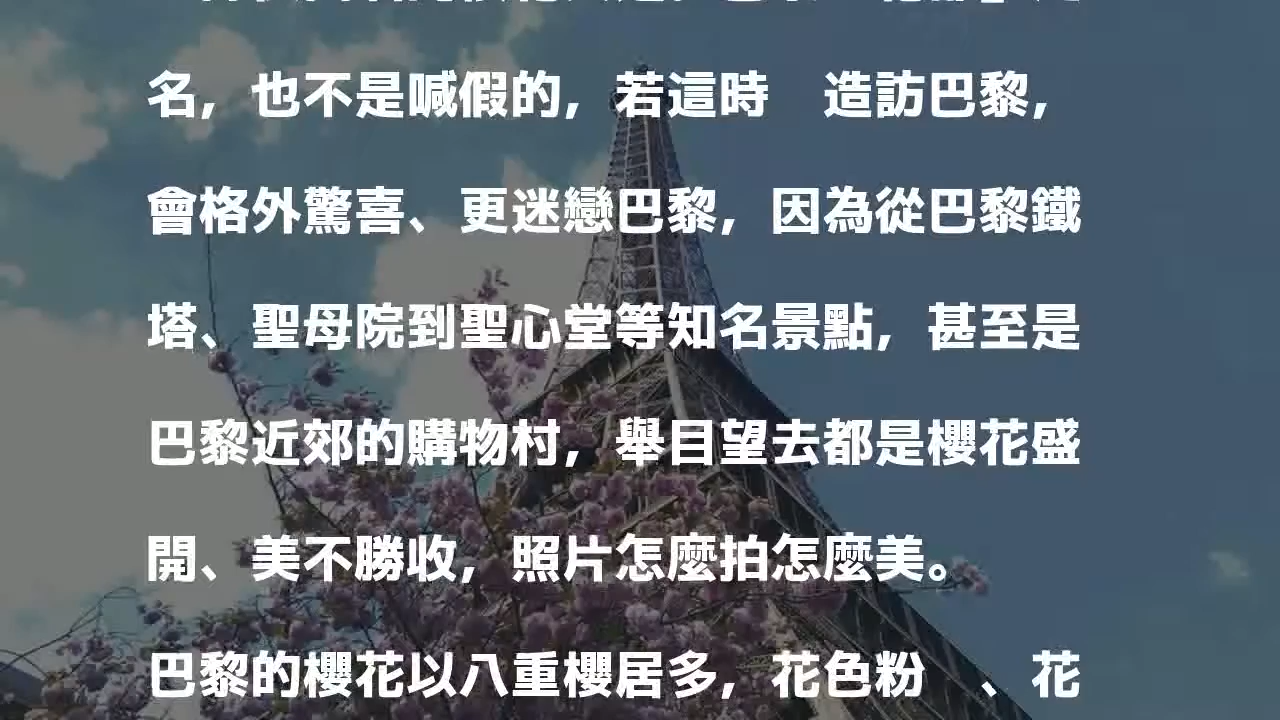 名，也不是喊假的，若這時　造訪巴黎，
會格外驚喜、更迷戀巴黎，因為從巴黎鐵
塔、聖母院到聖心堂等知名景點，甚至是
巴黎近郊的購物村，舉目望去都是櫻花盛
開、美不勝收，照片怎麼拍怎麼美。
巴黎的櫻花以八重櫻居多，花色粉　、花